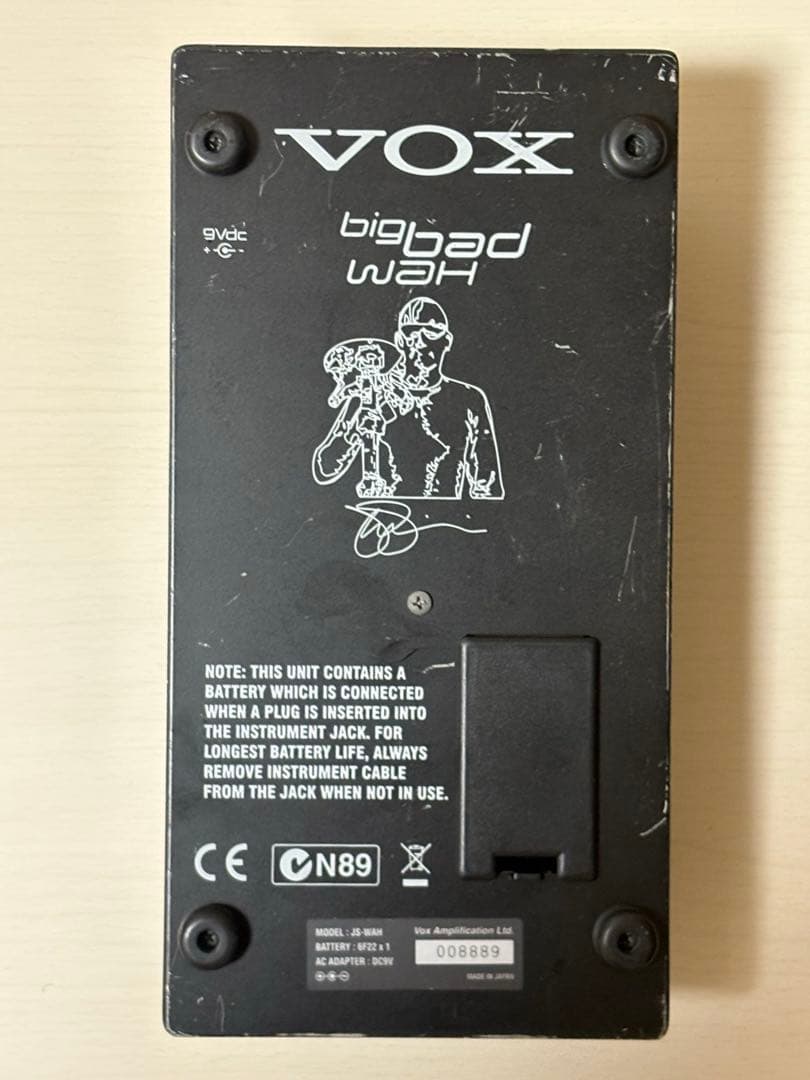 VOX
9Vdc
+ -
big bad
wah
NOTE: THIS UNIT CONTAINS A
BATTERY WHICH IS CONNECTED
WHEN A PLUG IS INSERTED INTO
THE INSTRUMENT JACK. FOR
LONGEST BATTERY LIFE, ALWAYS
REMOVE INSTRUMENT CABLE
FROM THE JACK WHEN NOT IN USE.
CE N89
MODEL : JS-WAH
BATTERY : 6F22 x 1
AC ADAPTER : DC9V
Vox Amplification Ltd.
008889
MADE IN JAPAN